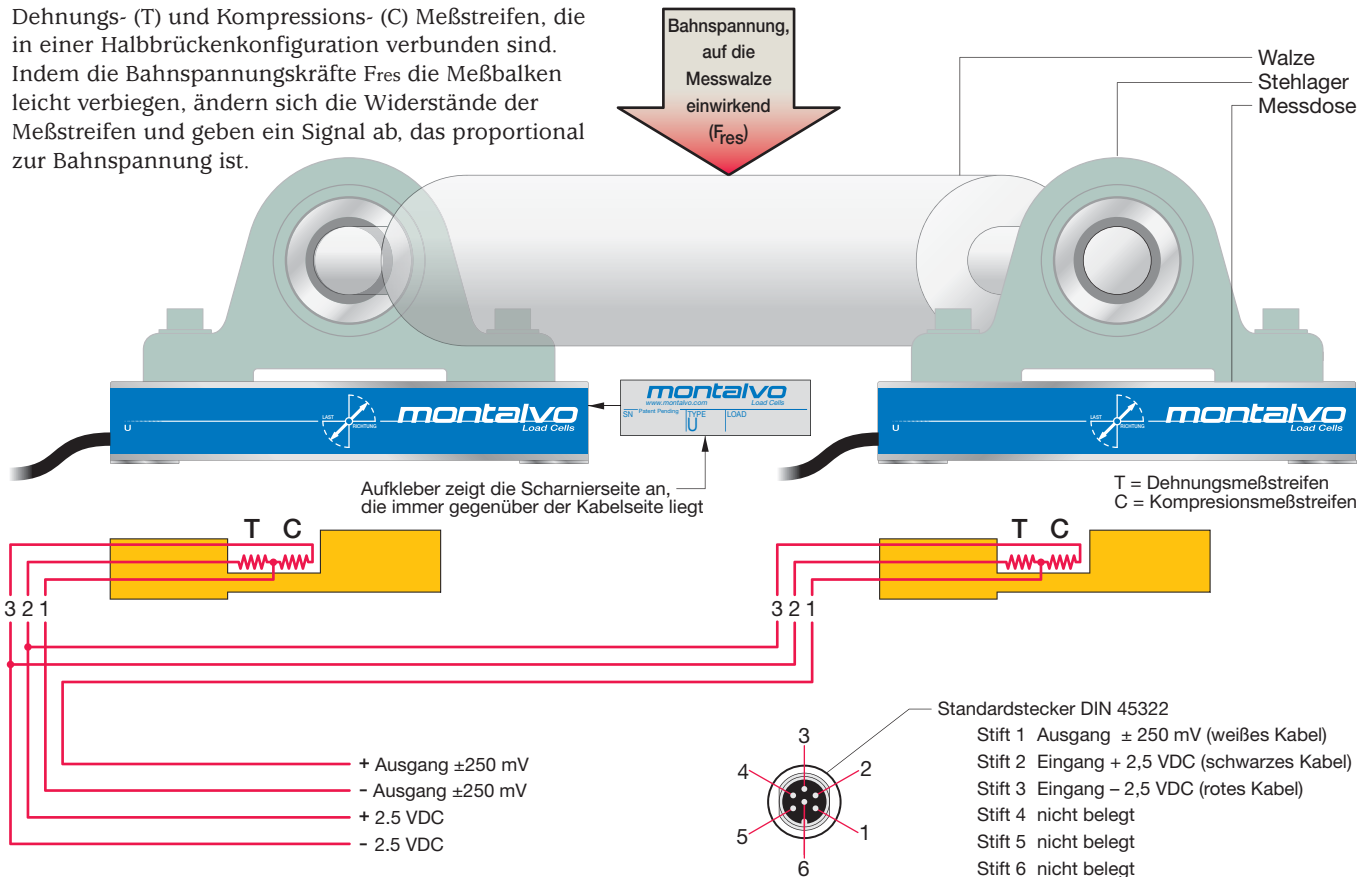 Dehnungs- (T) und Kompressions- (C) Meßstreifen, die
in einer Halbbrückenkonfiguration verbunden sind.
Indem die Bahnspannungskräfte Fres die Meßbalken
leicht verbiegen, ändern sich die Widerstände der
Meßstreifen und geben ein Signal ab, das proportional
zur Bahnspannung ist.
Bahnspannung,
auf die
Messwalze
einwirkend
(Fres)
Walze
Stehlager
Messdose
U
LAST
RICHTUNG
montalvo
Load Cells
montalvo
www.montalvo.com Load Cells
SN Patent Pending TYPE LOAD
U
U
LAST
RICHTUNG
montalvo
Load Cells
Aufkleber zeigt die Scharnierseite an,
die immer gegenüber der Kabelseite liegt
T = Dehnungsmeßstreifen
C = Kompresionsmeßstreifen
T C
T C
3 2 1
3 2 1
+ Ausgang ±250 mV
- Ausgang ±250 mV
+ 2.5 VDC
- 2.5 VDC
3
4
2
5
1
6
Standardstecker DIN 45322
Stift 1 Ausgang ± 250 mV (weißes Kabel)
Stift 2 Eingang + 2,5 VDC (schwarzes Kabel)
Stift 3 Eingang – 2,5 VDC (rotes Kabel)
Stift 4 nicht belegt
Stift 5 nicht belegt
Stift 6 nicht belegt